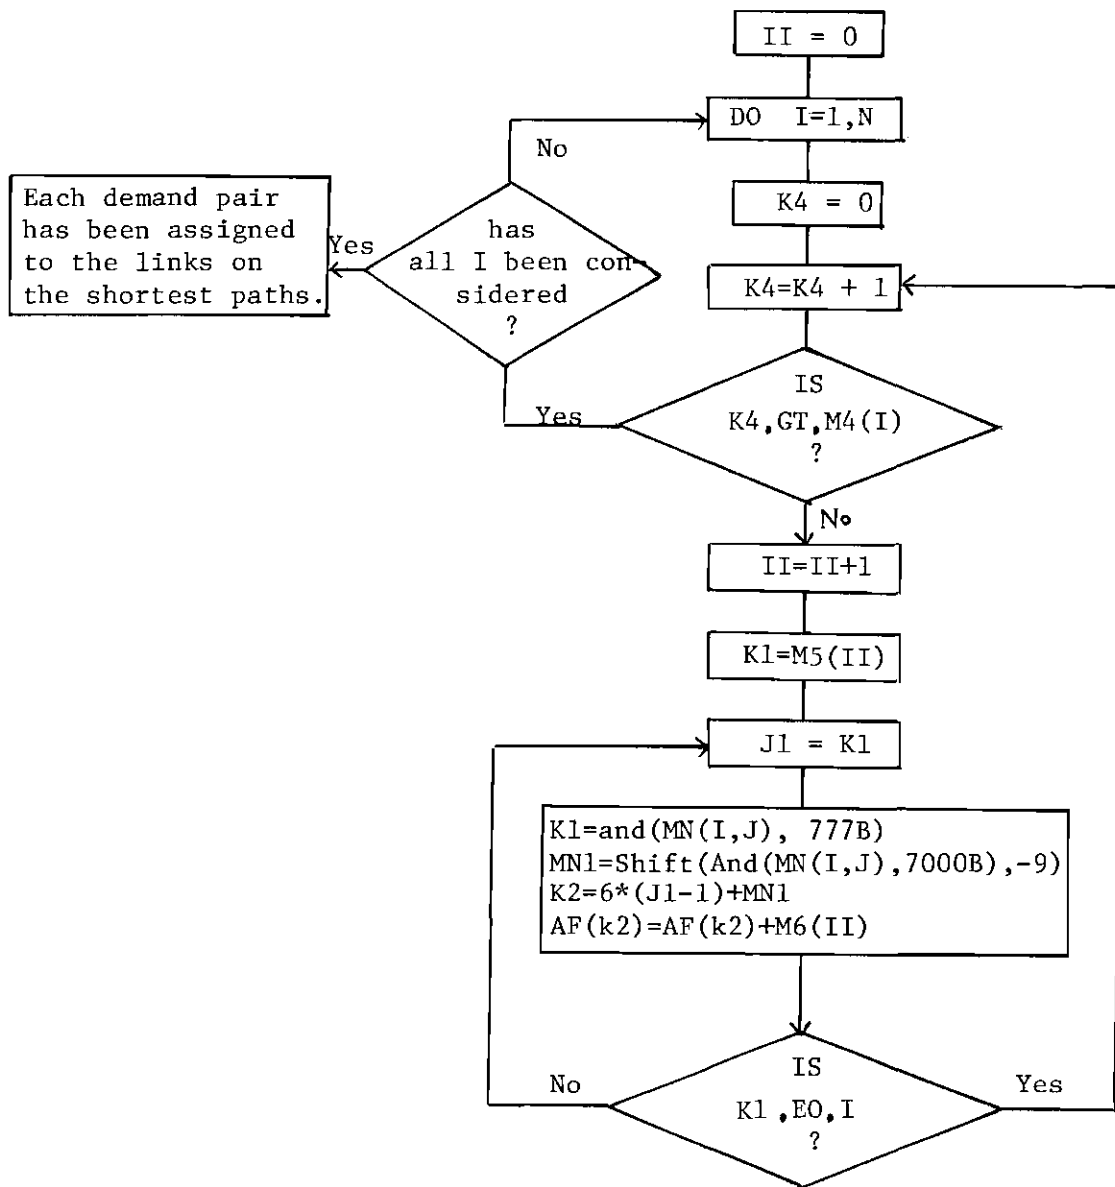 II = 0
DO I=1,N
No
K4 = 0
Each demand pair
has been assigned
to the links on
the shortest paths.
Yes
has
all I been con-
sidered
?
K4=K4 + 1
IS
K4,GT,M4(I)
?
Yes
No
II=II+1
K1=M5(II)
J1 = K1
K1=and(MN(I,J), 777B)
MN1=Shift(And(MN(I,J),7000B),-9)
K2=6*(J1-1)+MN1
AF(k2)=AF(k2)+M6(II)
IS
K1,EO,I
?
No
Yes